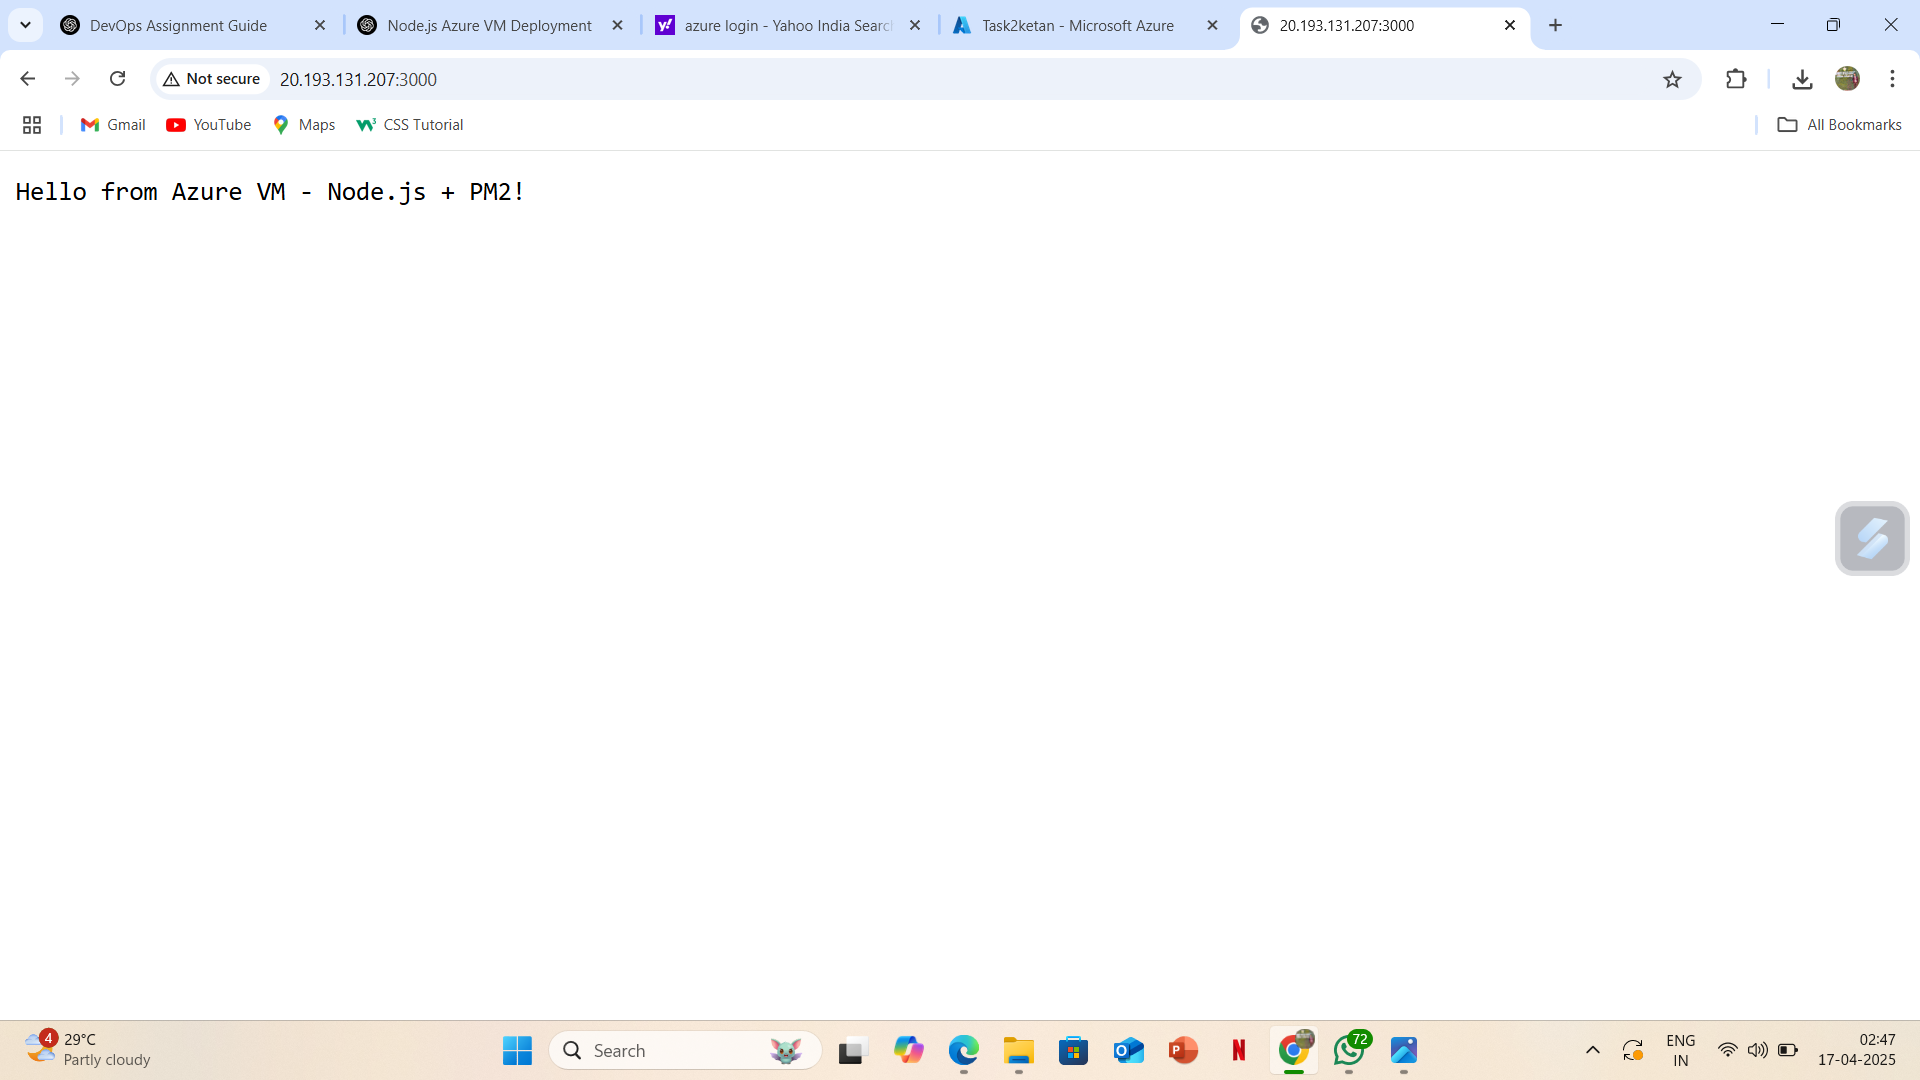 DevOps Assignment Guide
Node.js Azure VM Deployment
azure login - Yahoo India Search
Task2ketan - Microsoft Azure
20.193.131.207:3000
Not secure
20.193.131.207:3000
Gmail
YouTube
Maps
CSS Tutorial
All Bookmarks
Hello from Azure VM - Node.js + PM2!
4
29°C
Partly cloudy
Search
72
ENG
IN
02:47
17-04-2025